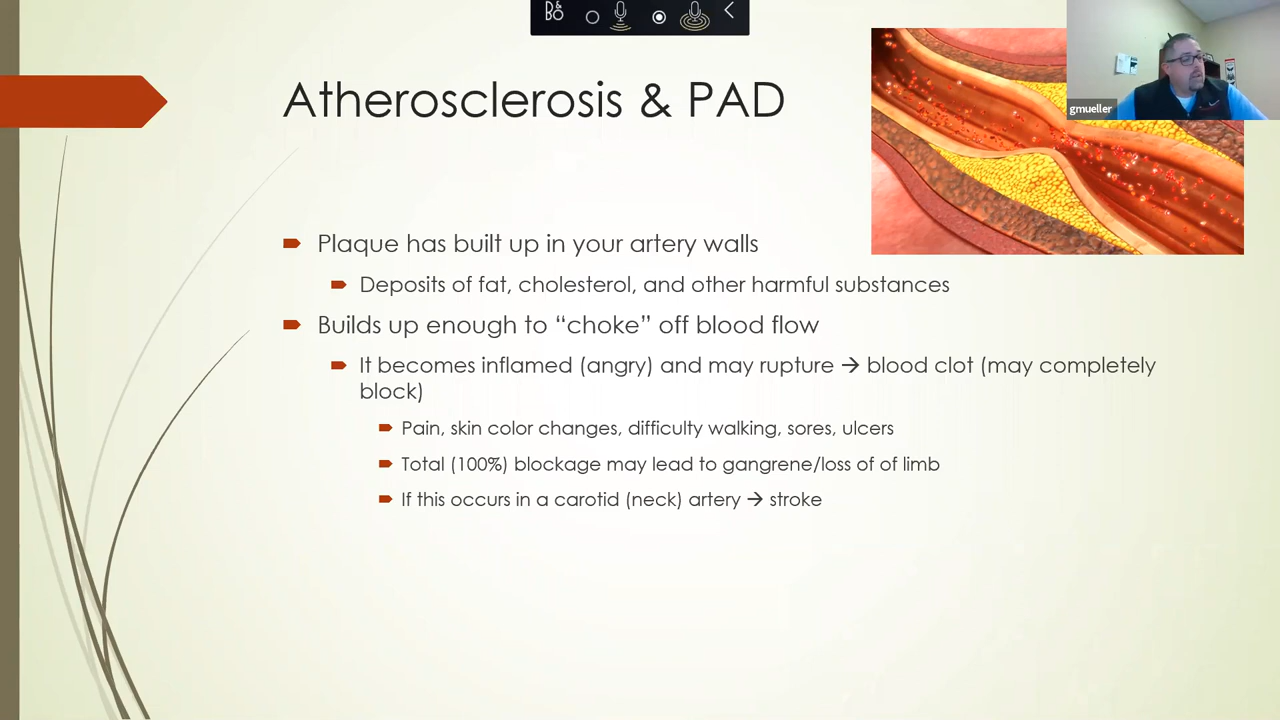 B&O
Atherosclerosis & PAD
gmueller
Plaque has built up in your artery walls
Deposits of fat, cholesterol, and other harmful substances
Builds up enough to “choke” off blood flow
It becomes inflamed (angry) and may rupture → blood clot (may completely
block)
Pain, skin color changes, difficulty walking, sores, ulcers
Total (100%) blockage may lead to gangrene/loss of of limb
If this occurs in a carotid (neck) artery → stroke